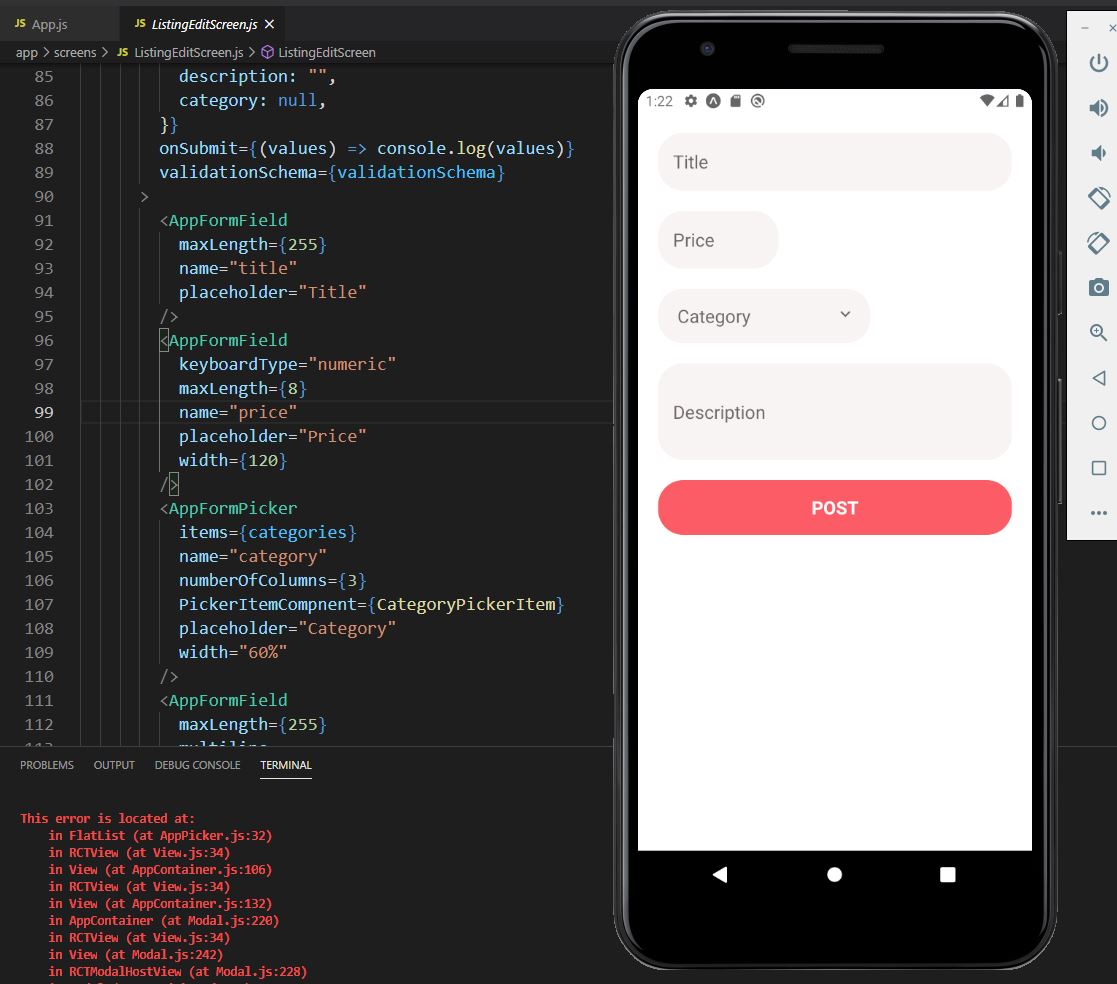 App.js
ListingEditScreen.js
app > screens > JS ListingEditScreen.js > ListingEditScreen
85 description: "",
86 category: null,
87 }}
88 onSubmit={(values) => console.log(values)}
89 validationSchema={validationSchema}
90 >
91 <AppFormField
92 maxLength={255}
93 name="title"
94 placeholder="Title"
95 />
96 <AppFormField
97 keyboardType="numeric"
98 maxLength={8}
99 name="price"
100 placeholder="Price"
101 width={120}
102 />
103 <AppFormPicker
104 items={categories}
105 name="category"
106 numberOfColumns={3}
107 PickerItemCompnent={CategoryPickerItem}
108 placeholder="Category"
109 width="60%"
110 />
111 <AppFormField
112 maxLength={255}
113 multiline
PROBLEMS OUTPUT DEBUG CONSOLE TERMINAL
This error is located at:
in FlatList (at AppPicker.js:32)
in RCTView (at View.js:34)
in View (at AppContainer.js:106)
in RCTView (at View.js:34)
in View (at AppContainer.js:132)
in AppContainer (at Modal.js:220)
in RCTView (at View.js:34)
in View (at Modal.js:242)
in RCTModalHostView (at Modal.js:228)
1:22
Title
Price
Category
Description
POST